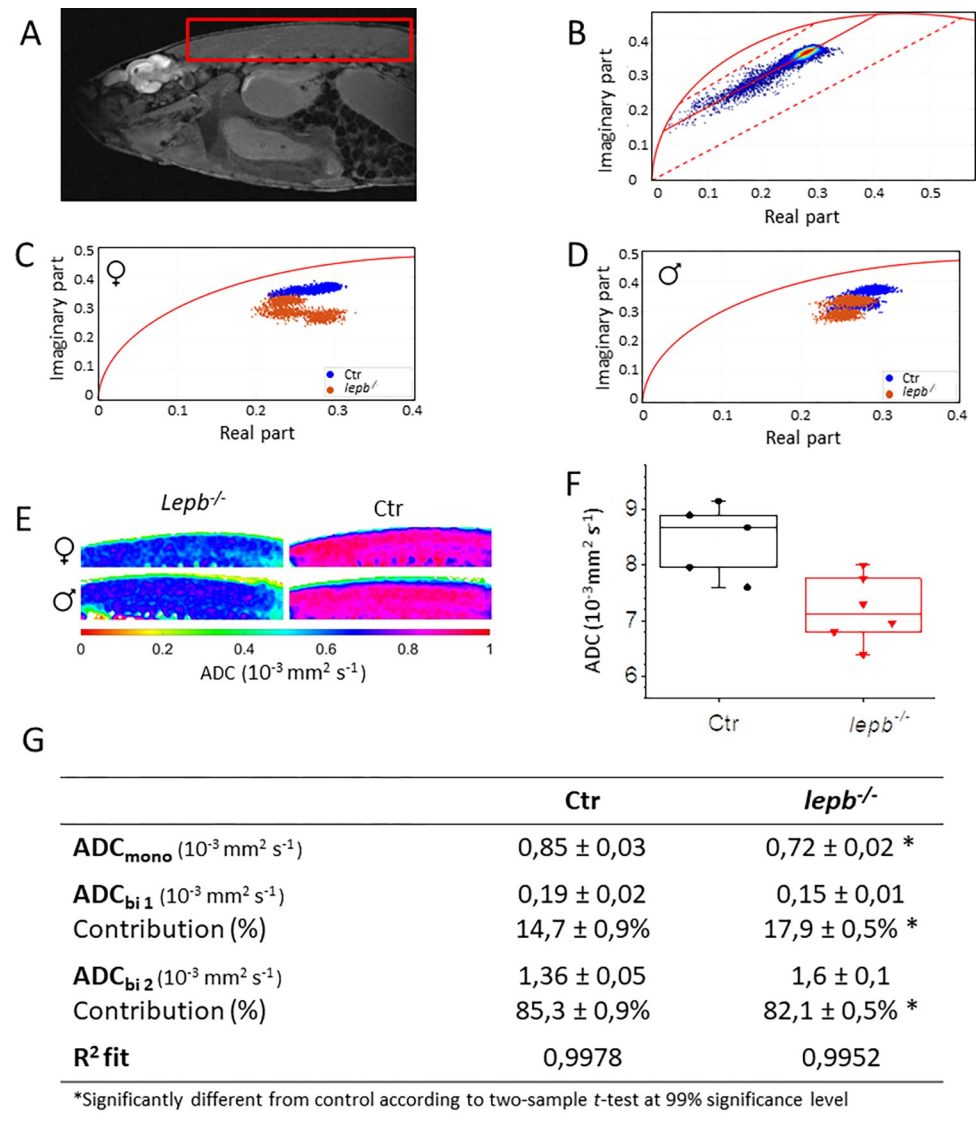 A
B
Imaginary part
0.4
0.3
0.2
0.1
0
0 0.1 0.2 0.3 0.4 0.5
Real part
C
♀
Imaginary part
0.5
0.4
0.3
0.2
0.1
0
Ctr
lepb-/-
0 0.1 0.2 0.3 0.4
Real part
D
♂
Imaginary part
0.5
0.4
0.3
0.2
0.1
0
Ctr
lepb-/-
0 0.1 0.2 0.3 0.4
Real part
E
Lepb-/- Ctr
♀
♂
0 0.2 0.4 0.6 0.8 1
ADC (10-3 mm2 s-1)
F
ADC (10-3 mm2 s-1)
9
8
7
6
Ctr lepb-/-
G
Ctr lepb-/-
ADCmono (10-3 mm2 s-1) 0,85 ± 0,03 0,72 ± 0,02 *
ADCbi 1 (10-3 mm2 s-1) 0,19 ± 0,02 0,15 ± 0,01
Contribution (%) 14,7 ± 0,9% 17,9 ± 0,5% *
ADCbi 2 (10-3 mm2 s-1) 1,36 ± 0,05 1,6 ± 0,1
Contribution (%) 85,3 ± 0,9% 82,1 ± 0,5% *
R2 fit 0,9978 0,9952
*Significantly different from control according to two-sample t-test at 99% significance level